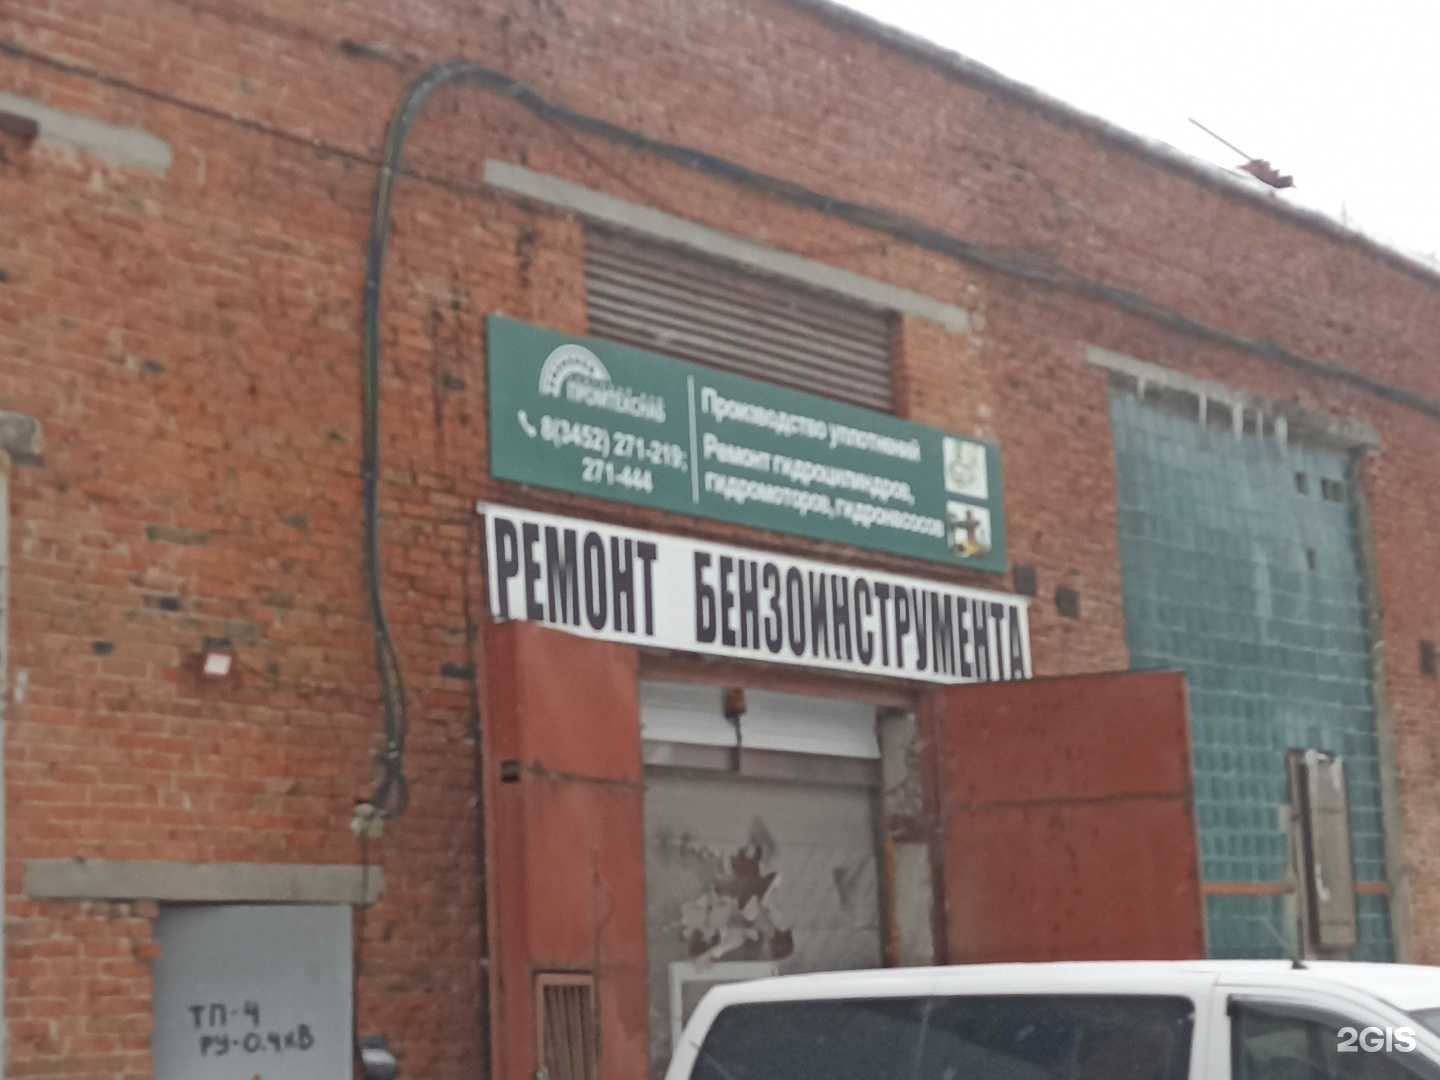 ПРОМТЕХСНАБ
8(3452) 271-219;
271-444
Производство уплотнений
Ремонт гидроцилиндров,
гидромоторов, гидронасосов
РЕМОНТ БЕНЗОИНСТРУМЕНТА
ТП-4
РУ-0.4кВ
2GIS